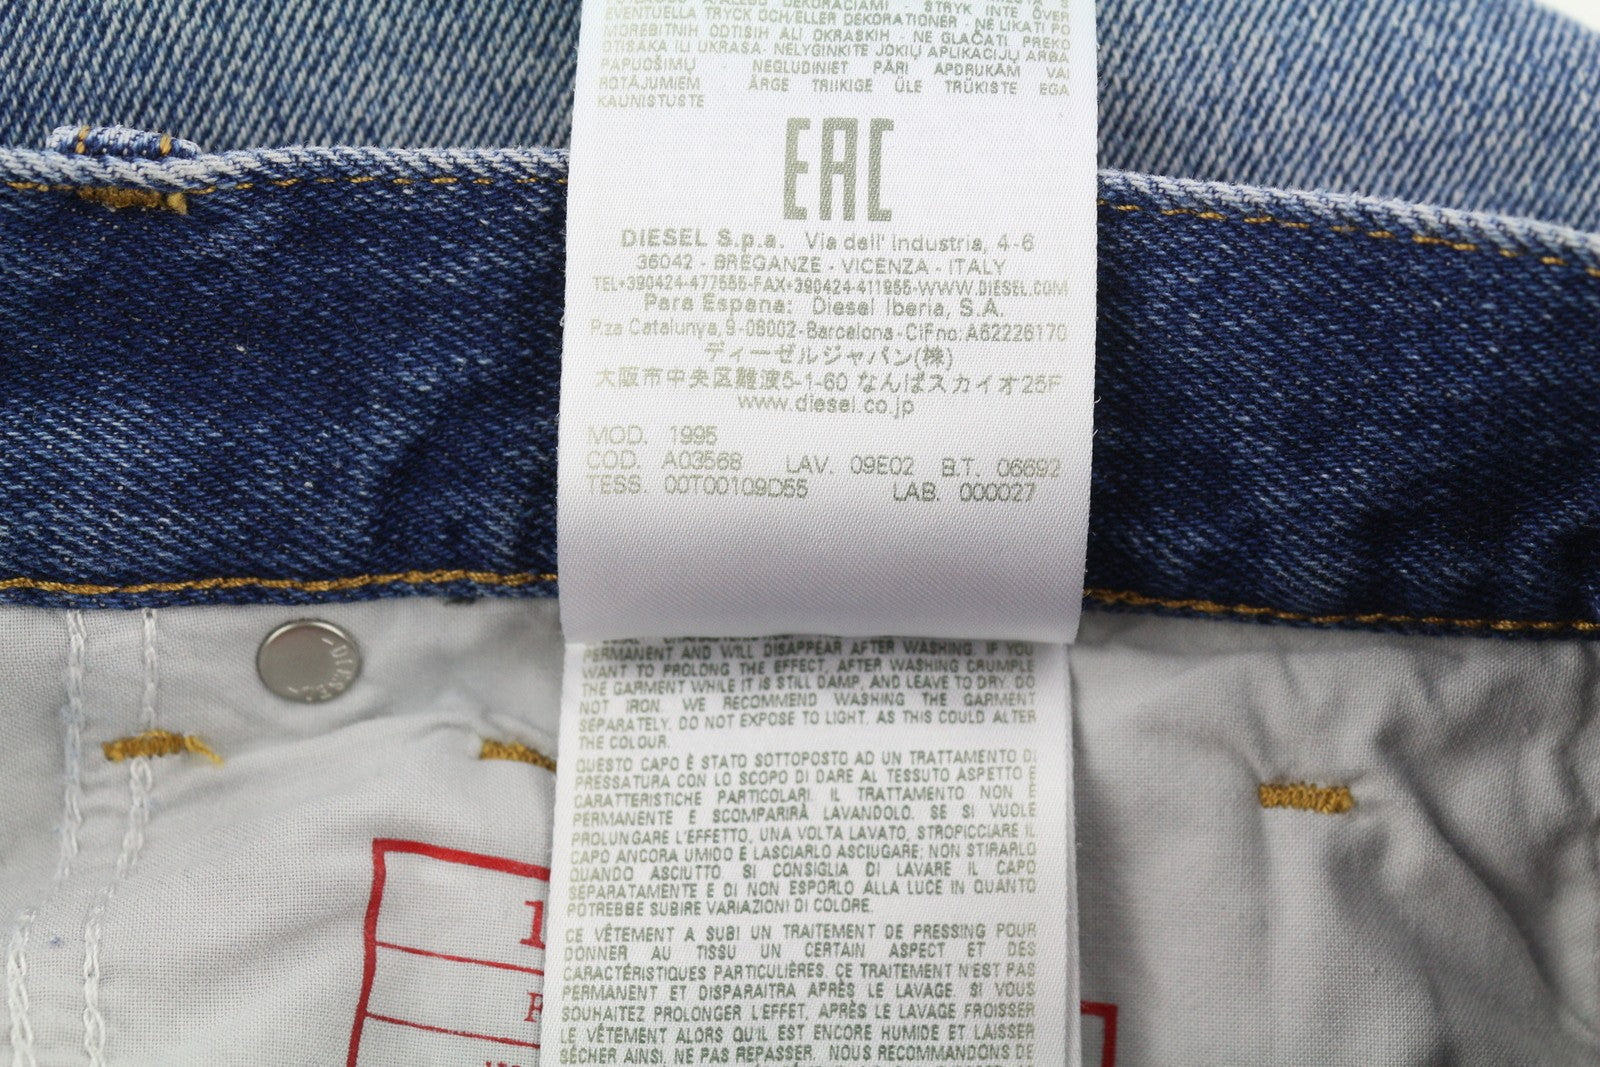 DEKORACIAMI - STRYK INTE ÖVER
EVENTUELLA TRYCK OCH/ELLER DEKORATIONER - NE LIKATI PO
MOREBITNIH ODTISIH ALI OKRASKIH - NE GLAČATI PREKO
OTISAKA ILI UKRASA- NELYGINKITE JOKIŲ APLIKACIJŲ ARBA
PAPUOŠIMŲ NEGLUDINIET PĀRI APDRUKĀM VAI
ROTĀJUMIEM ÄRGE TRIIKIGE ÜLE TRÜKISTE EGA
KAUNISTUSTE
EAC
DIESEL S.p.a. Via dell' Industria, 4-6
36042 - BREGANZE - VICENZA - ITALY
TEL+390424-477555-FAX+390424-411955-WWW.DIESEL.COM
Para Espana: Diesel Iberia, S.A.
P.za Catalunya, 9-08002-Barcelona-CIFno:A62226170
ディーゼルジャパン(株)
大阪市中央区難波5-1-60 なんばスカイオ25F
www.diesel.co.jp
MOD. 1995
COD. A03568 LAV. 09E02 B.T. 06692
TESS. 00T00109D55 LAB. 000027
PERMANENT AND WILL DISAPPEAR AFTER WASHING. IF YOU
WANT TO PROLONG THE EFFECT, AFTER WASHING CRUMPLE
THE GARMENT WHILE IT IS STILL DAMP, AND LEAVE TO DRY. DO
NOT IRON. WE RECOMMEND WASHING THE GARMENT
SEPARATELY. DO NOT EXPOSE TO LIGHT, AS THIS COULD ALTER
THE COLOUR.
QUESTO CAPO È STATO SOTTOPOSTO AD UN TRATTAMENTO DI
PRESSATURA CON LO SCOPO DI DARE AL TESSUTO ASPETTO E
CARATTERISTICHE PARTICOLARI. IL TRATTAMENTO NON È
PERMANENTE E SCOMPARIRÀ LAVANDOLO. SE SI VUOLE
PROLUNGARE L'EFFETTO, UNA VOLTA LAVATO, STROPICCIARE IL
CAPO ANCORA UMIDO E LASCIARLO ASCIUGARE; NON STIRARLO
QUANDO ASCIUTTO. SI CONSIGLIA DI LAVARE IL CAPO
SEPARATAMENTE E DI NON ESPORLO ALLA LUCE IN QUANTO
POTREBBE SUBIRE VARIAZIONI DI COLORE.
CE VÊTEMENT A SUBI UN TRAITEMENT DE PRESSING POUR
DONNER AU TISSU UN CERTAIN ASPECT ET DES
CARACTÉRISTIQUES PARTICULIÈRES. CE TRAITEMENT N'EST PAS
PERMANENT ET DISPARAITRA APRÈS LE LAVAGE. SI VOUS
SOUHAITEZ PROLONGER L'EFFET, APRÈS LE LAVAGE FROISSER
LE VÊTEMENT ALORS QU'IL EST ENCORE HUMIDE ET LAISSER
SÉCHER AINSI. NE PAS REPASSER. NOUS RECOMMANDONS DE
DIESEL
1